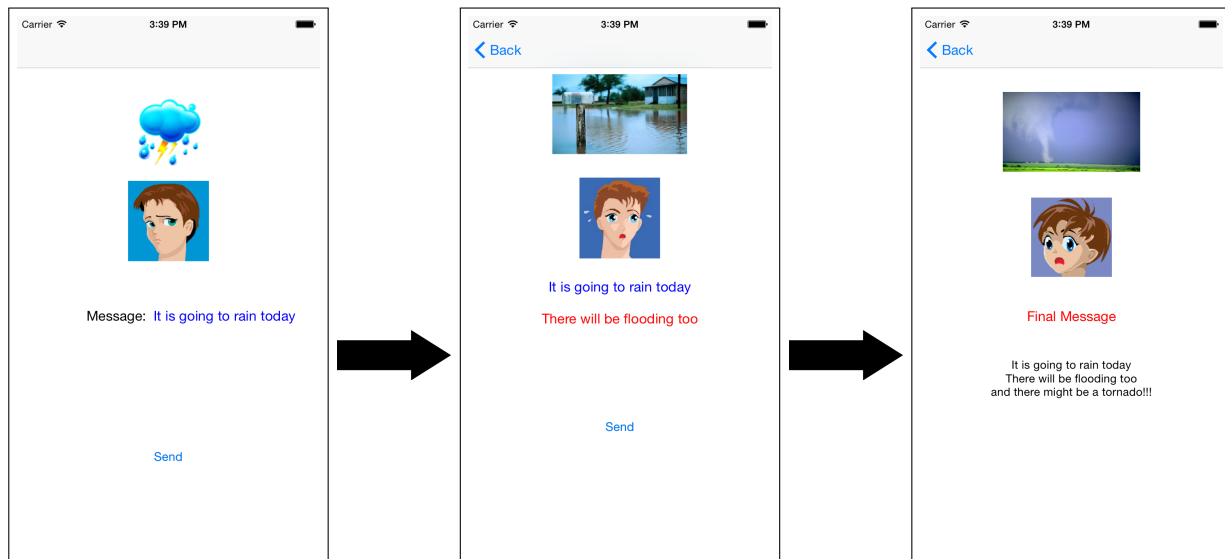 Carrier 3:39 PM
Message: It is going to rain today
Send
Carrier 3:39 PM
Back
It is going to rain today
There will be flooding too
Send
Carrier 3:39 PM
Back
Final Message
It is going to rain today
There will be flooding too
and there might be a tornado!!!